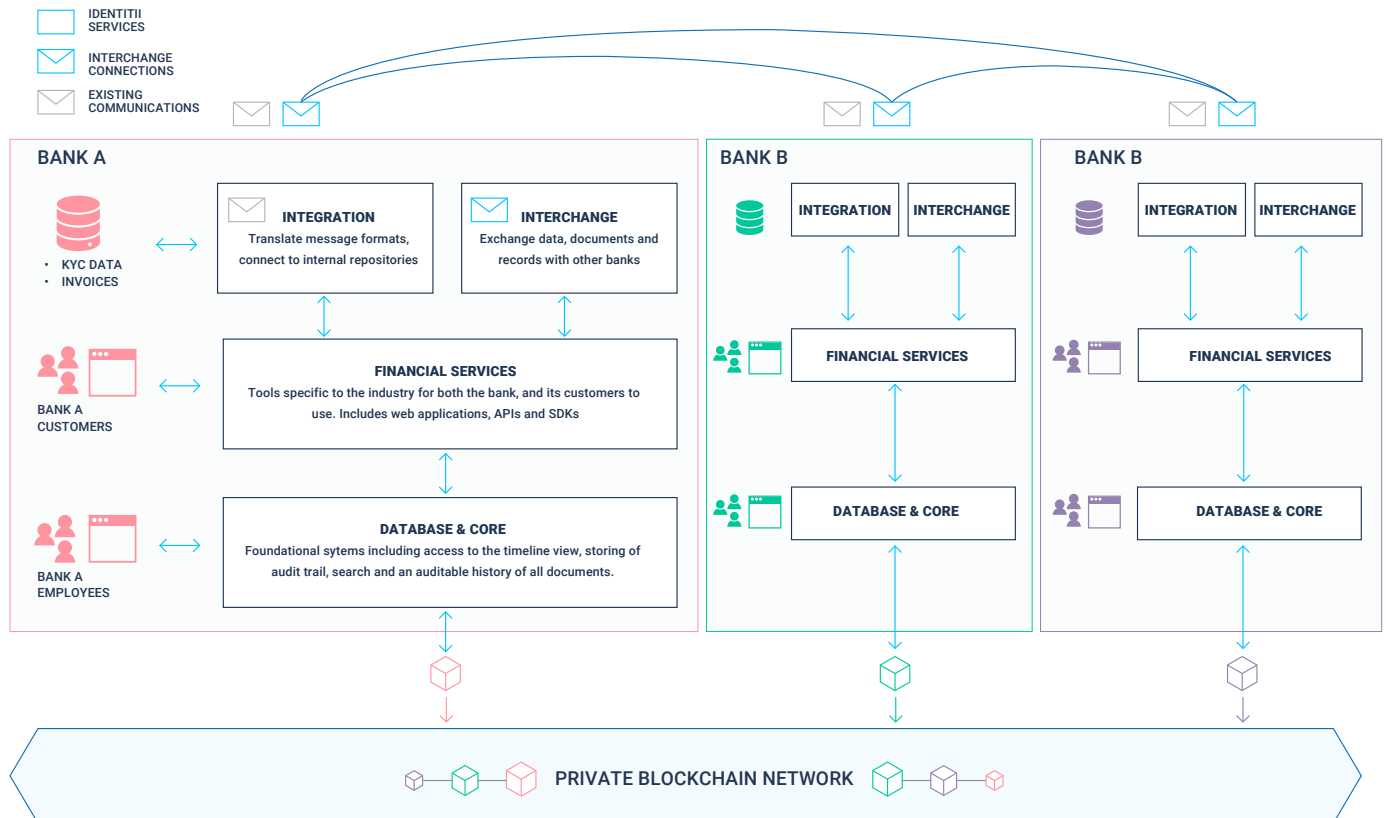 IDENTITII
SERVICES
INTERCHANGE
CONNECTIONS
EXISTING
COMMUNICATIONS
BANK A
• KYC DATA
• INVOICES
INTEGRATION
Translate message formats,
connect to internal repositories
INTERCHANGE
Exchange data, documents and
records with other banks
BANK A
CUSTOMERS
FINANCIAL SERVICES
Tools specific to the industry for both the bank, and its customers to
use. Includes web applications, APIs and SDKs
BANK A
EMPLOYEES
DATABASE & CORE
Foundational sytems including access to the timeline view, storing of
audit trail, search and an auditable history of all documents.
BANK B
INTEGRATION
INTERCHANGE
FINANCIAL SERVICES
DATABASE & CORE
BANK B
INTEGRATION
INTERCHANGE
FINANCIAL SERVICES
DATABASE & CORE
PRIVATE BLOCKCHAIN NETWORK